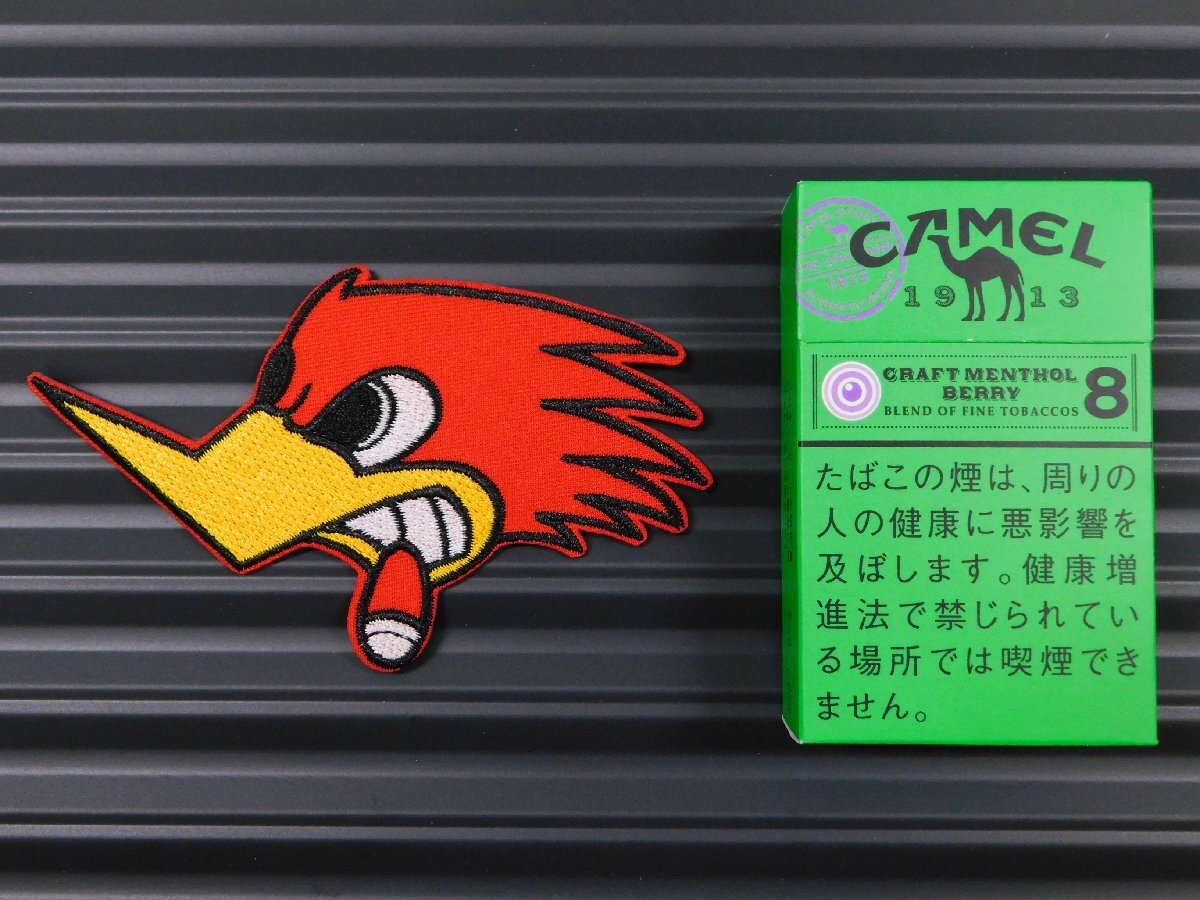 CAMEL
1913
1913
CRAFT MENTHOL
BERRY
BLEND OF FINE TOBACCOS
8
たばこの煙は、周りの
人の健康に悪影響を
及ぼします。健康増
進法で禁じられてい
る場所では喫煙でき
ません。